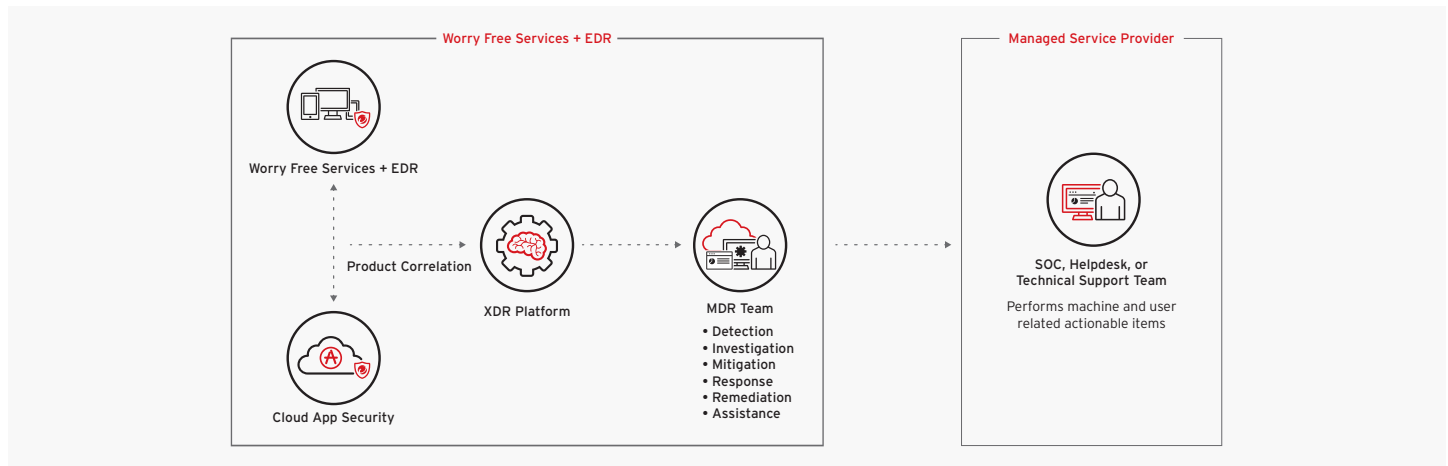 Worry Free Services + EDR
Managed Service Provider
Worry Free Services + EDR
Product Correlation
Cloud App Security
XDR Platform
MDR Team
• Detection
• Investigation
• Mitigation
• Response
• Remediation
• Assistance
SOC, Helpdesk, or
Technical Support Team
Performs machine and user
related actionable items